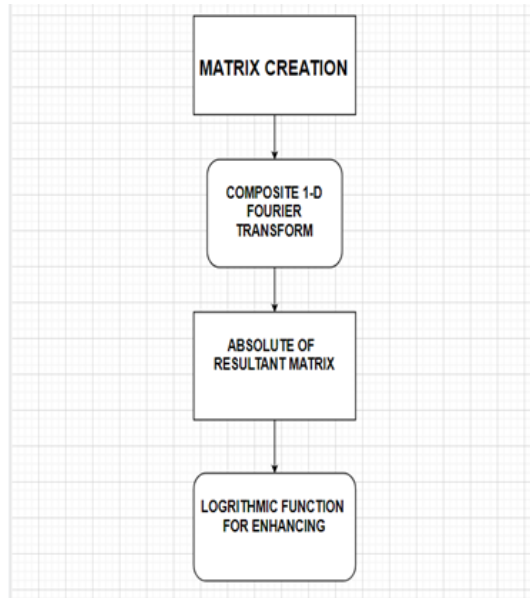 MATRIX CREATION
COMPOSITE 1-D
FOURIER
TRANSFORM
ABSOLUTE OF
RESULTANT MATRIX
LOGRITHMIC FUNCTION
FOR ENHANCING